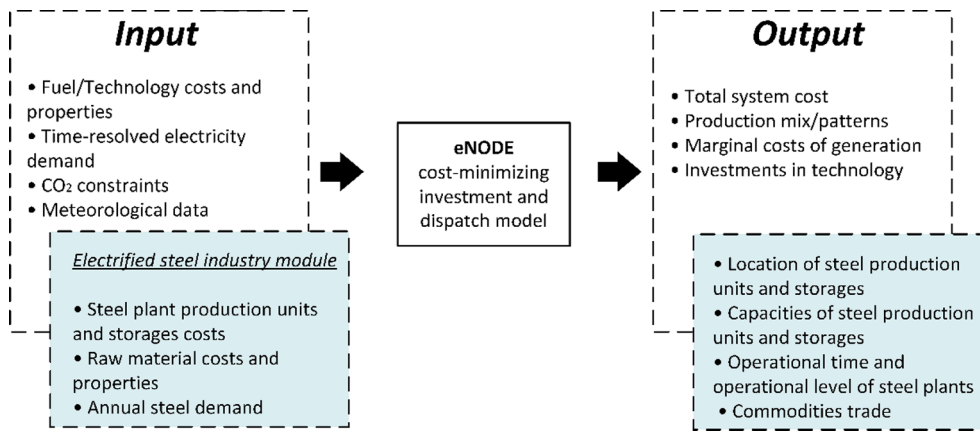 Input
• Fuel/Technology costs and
properties
• Time-resolved electricity
demand
• CO₂ constraints
• Meteorological data
Electrified steel industry module
• Steel plant production units
and storages costs
• Raw material costs and
properties
• Annual steel demand
eNODE
cost-minimizing
investment and
dispatch model
Output
• Total system cost
• Production mix/patterns
• Marginal costs of generation
• Investments in technology
• Location of steel production
units and storages
• Capacities of steel production
units and storages
• Operational time and
operational level of steel plants
• Commodities trade